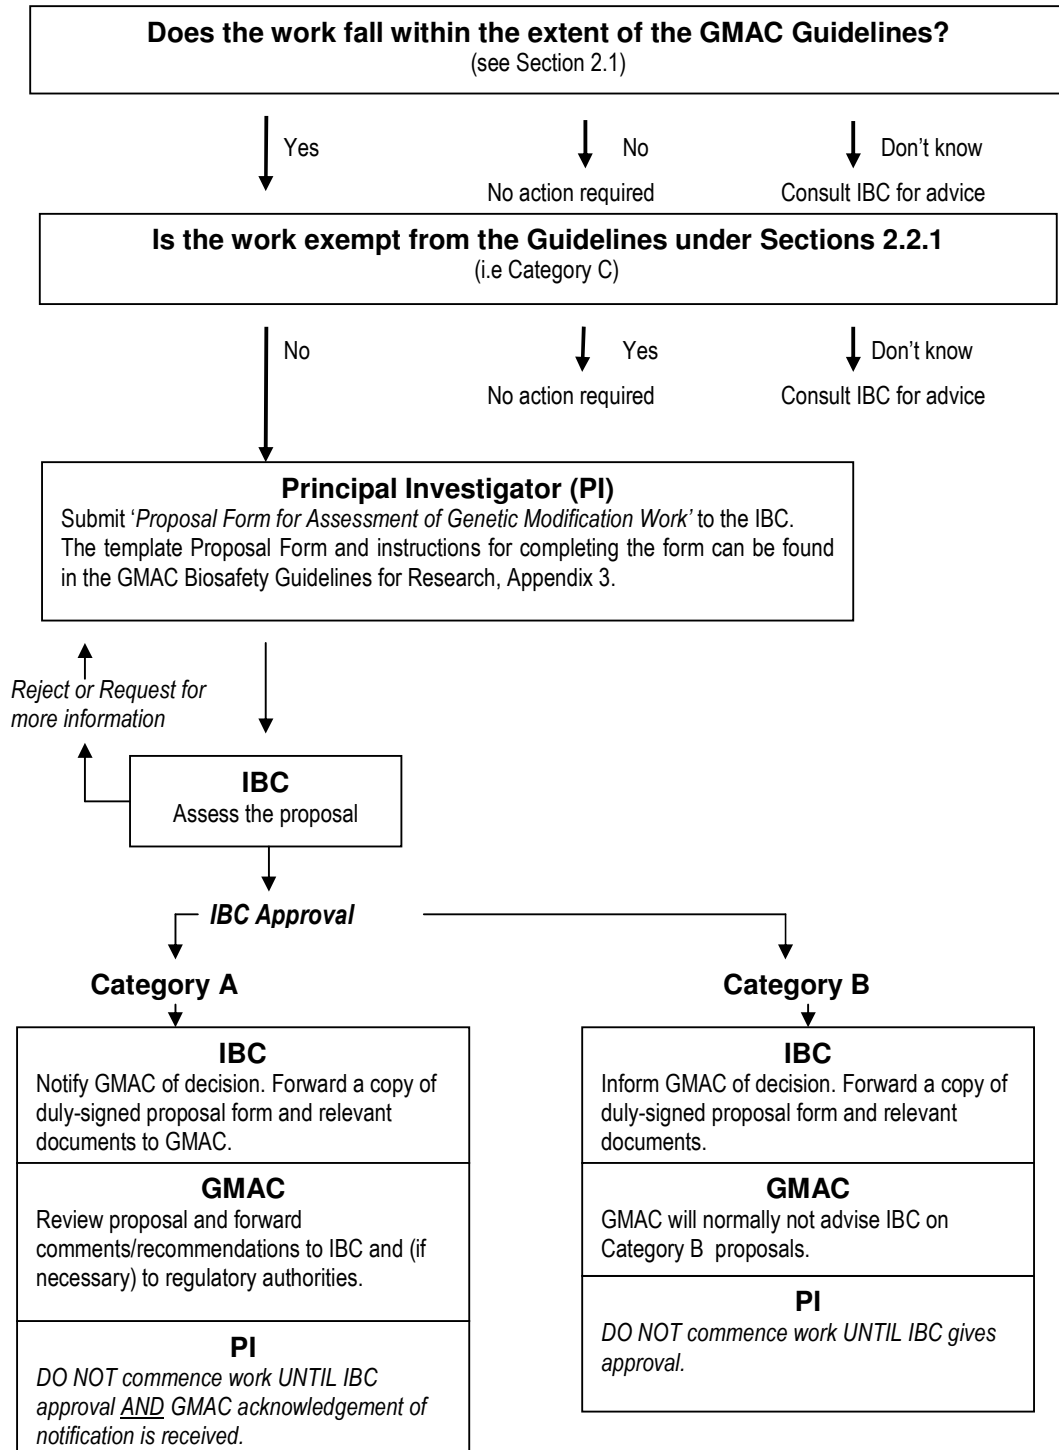 Does the work fall within the extent of the GMAC Guidelines?
(see Section 2.1)
Yes
No
Don't know
No action required
Consult IBC for advice
Is the work exempt from the Guidelines under Sections 2.2.1
(i.e Category C)
No
Yes
Don't know
No action required
Consult IBC for advice
Principal Investigator (PI)
Submit 'Proposal Form for Assessment of Genetic Modification Work' to the IBC.
The template Proposal Form and instructions for completing the form can be found
in the GMAC Biosafety Guidelines for Research, Appendix 3.
Reject or Request for
more information
IBC
Assess the proposal
IBC Approval
Category A
IBC
Notify GMAC of decision. Forward a copy of
duly-signed proposal form and relevant
documents to GMAC.
GMAC
Review proposal and forward
comments/recommendations to IBC and (if
necessary) to regulatory authorities.
PI
DO NOT commence work UNTIL IBC
approval AND GMAC acknowledgement of
notification is received.
Category B
IBC
Inform GMAC of decision. Forward a copy of
duly-signed proposal form and relevant
documents.
GMAC
GMAC will normally not advise IBC on
Category B proposals.
PI
DO NOT commence work UNTIL IBC gives
approval.